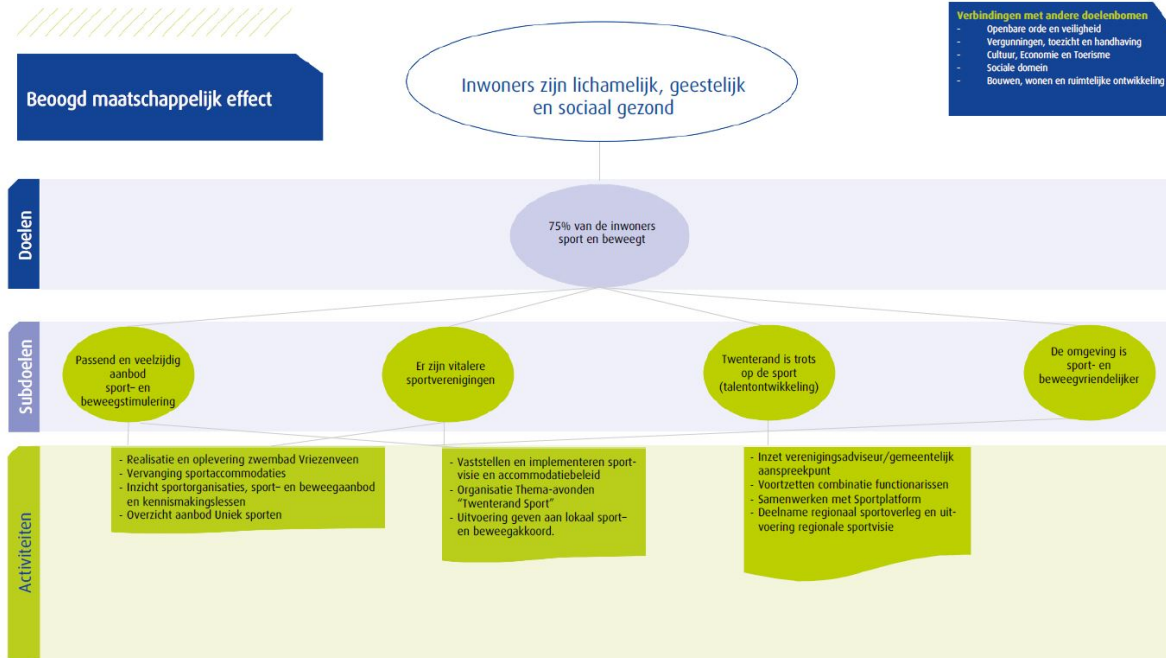 Beoogd maatschappelijk effect
Inwoners zijn lichamelijk, geestelijk
en sociaal gezond
Verbindingen met andere doelenbomen
- Openbare orde en veiligheid
- Vergunningen, toezicht en handhaving
- Cultuur, Economie en Toerisme
- Sociale domein
- Bouwen, wonen en ruimtelijke ontwikkeling
Doelen
75% van de inwoners
sport en beweegt
Subdoelen
Passend en veelzijdig
aanbod
sport- en
beweegstimulering
Er zijn vitalere
sportverenigingen
Twenterand is trots
op de sport
(talentontwikkeling)
De omgeving is
sport- en
beweegvriendelijker
Activiteiten
- Realisatie en oplevering zwembad Vriezenveen
- Vervanging sportaccommodaties
- Inzicht sportorganisaties, sport- en beweegaanbod
en kennismakingslessen
- Overzicht aanbod Uniek sporten
- Vaststellen en implementeren sport-
visie en accommodatiebeleid
- Organisatie Thema-avonden
"Twenterand Sport"
- Uitvoering geven aan lokaal sport-
en beweegakkoord.
- Inzet verenigingsadviseur/gemeentelijk
aanspreekpunt
- Voortzetten combinatie functionarissen
- Samenwerken met Sportplatform
- Deelname regionaal sportoverleg en uit-
voering regionale sportvisie